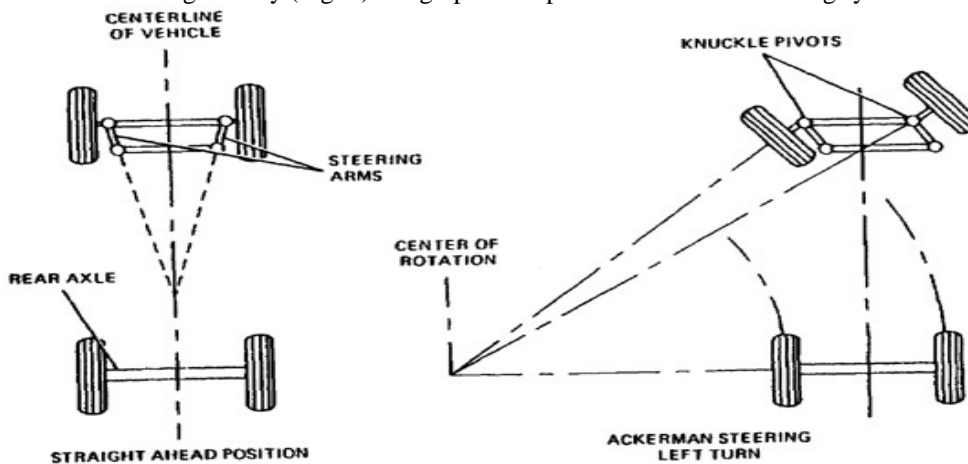 CENTERLINE
OF VEHICLE
STEERING
ARMS
REAR AXLE
STRAIGHT AHEAD POSITION
KNUCKLE PIVOTS
CENTER OF
ROTATION
ACKERMAN STEERING
LEFT TURN